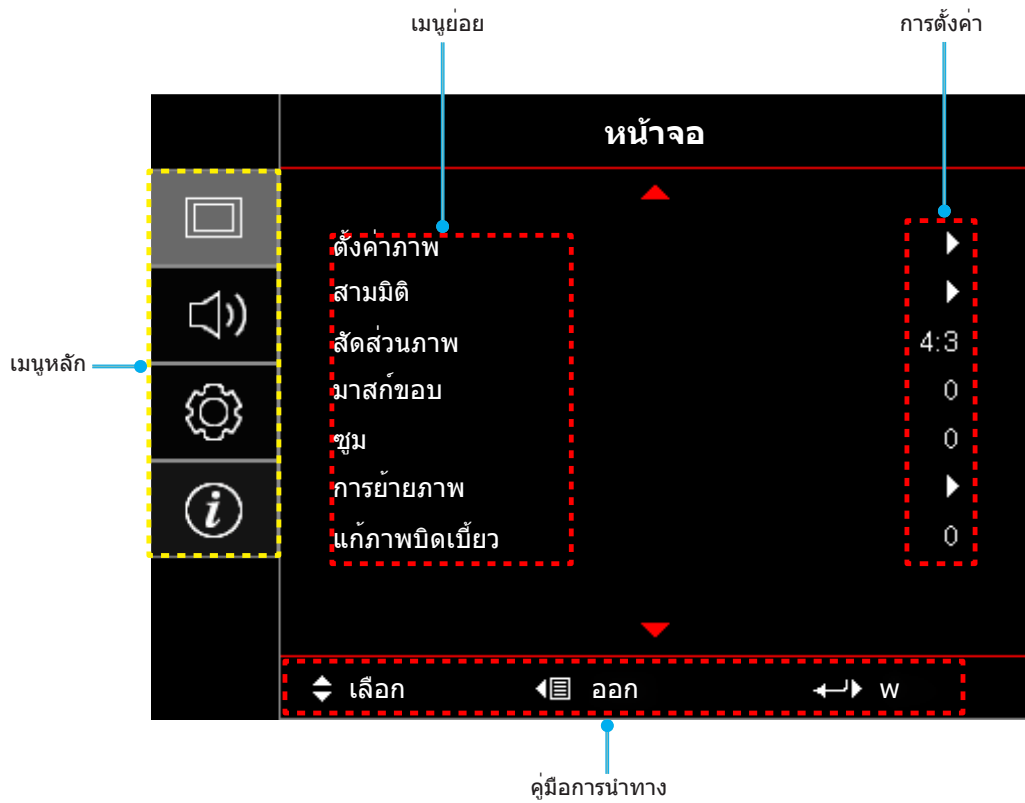 เมนูย่อย
การตั้งค่า
หน้าจอ
ตั้งค่าภาพ
สามมิติ
สัดส่วนภาพ 4:3
มาสก์ขอบ 0
ซูม 0
การย้ายภาพ
แก้ภาพบิดเบี้ยว 0
เมนูหลัก
i
เลือก ออก w
คู่มือการนำทาง